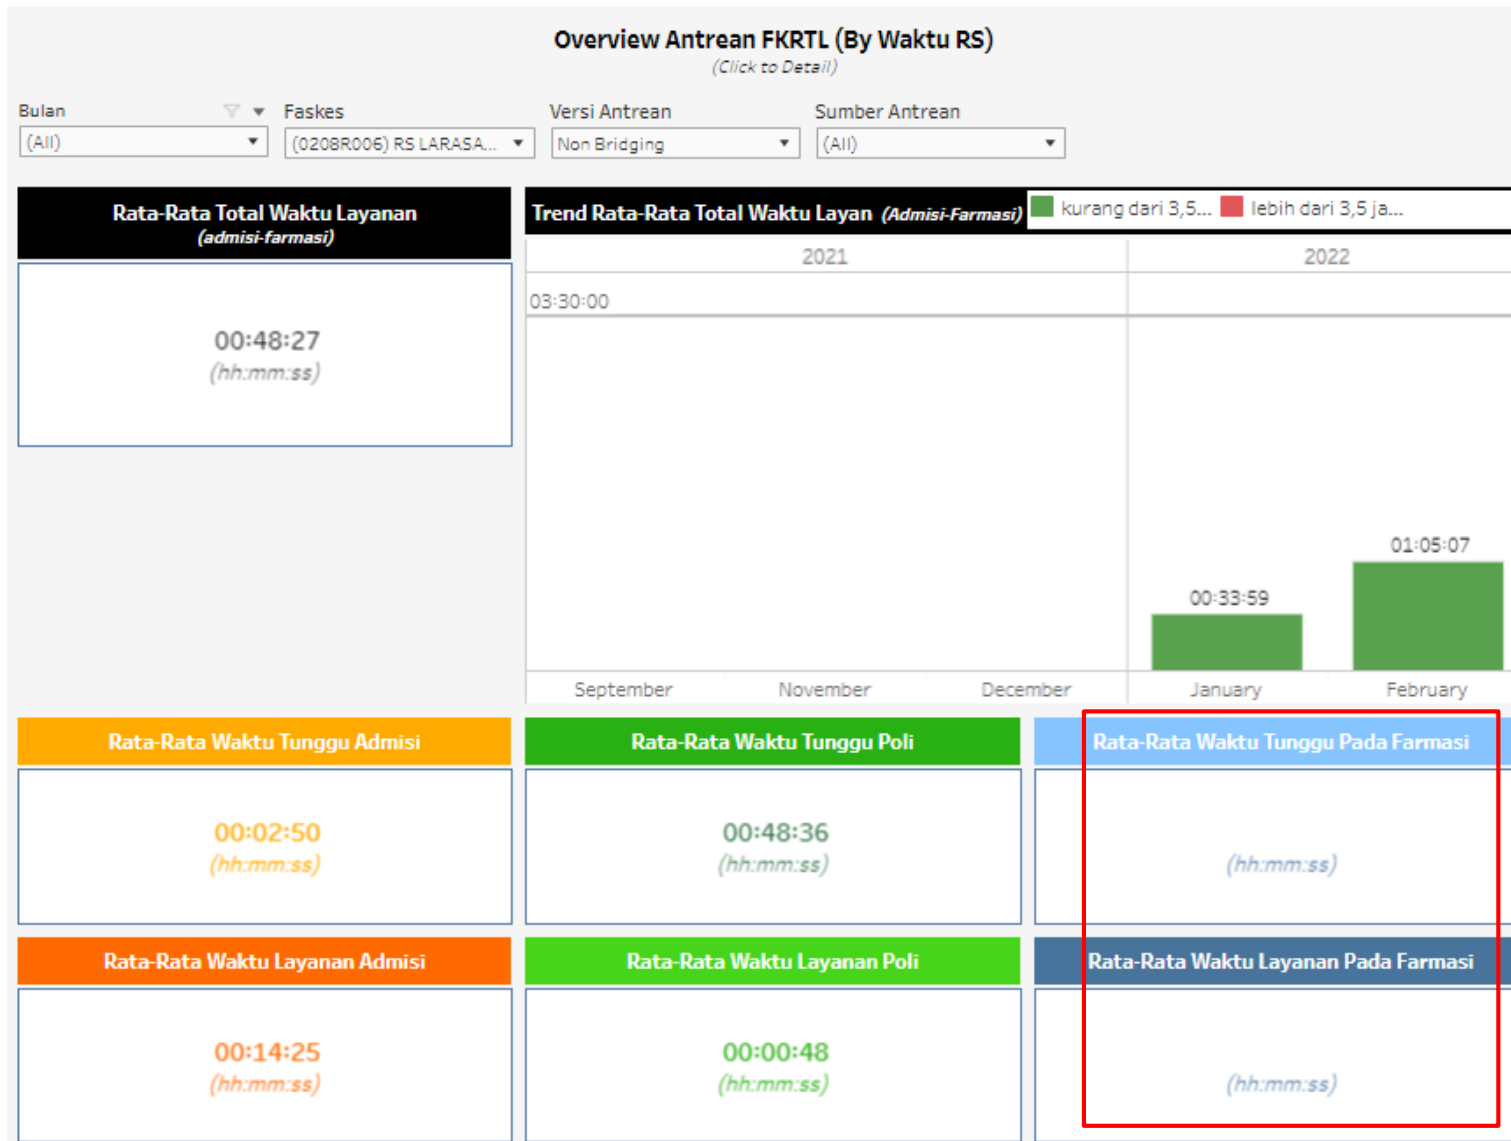 Overview Antrean FKRTL (By Waktu RS)
(Click to Detail)
Bulan
Faskes
Versi Antrean
Sumber Antrean
(All)
(0208R006) RS LARASA...
Non Bridging
(All)
Rata-Rata Total Waktu Layanan
(admisi-farmasi)
00:48:27
(hh:mm:ss)
Trend Rata-Rata Total Waktu Layan (Admisi-Farmasi)
kurang dari 3,5...
lebih dari 3,5 ja...
2021
2022
03:30:00
01:05:07
00:33:59
September
November
December
January
February
Rata-Rata Waktu Tunggu Admisi
00:02:50
(hh:mm:ss)
Rata-Rata Waktu Tunggu Poli
00:48:36
(hh:mm:ss)
Rata-Rata Waktu Tunggu Pada Farmasi
(hh:mm:ss)
Rata-Rata Waktu Layanan Admisi
00:14:25
(hh:mm:ss)
Rata-Rata Waktu Layanan Poli
00:00:48
(hh:mm:ss)
Rata-Rata Waktu Layanan Pada Farmasi
(hh:mm:ss)